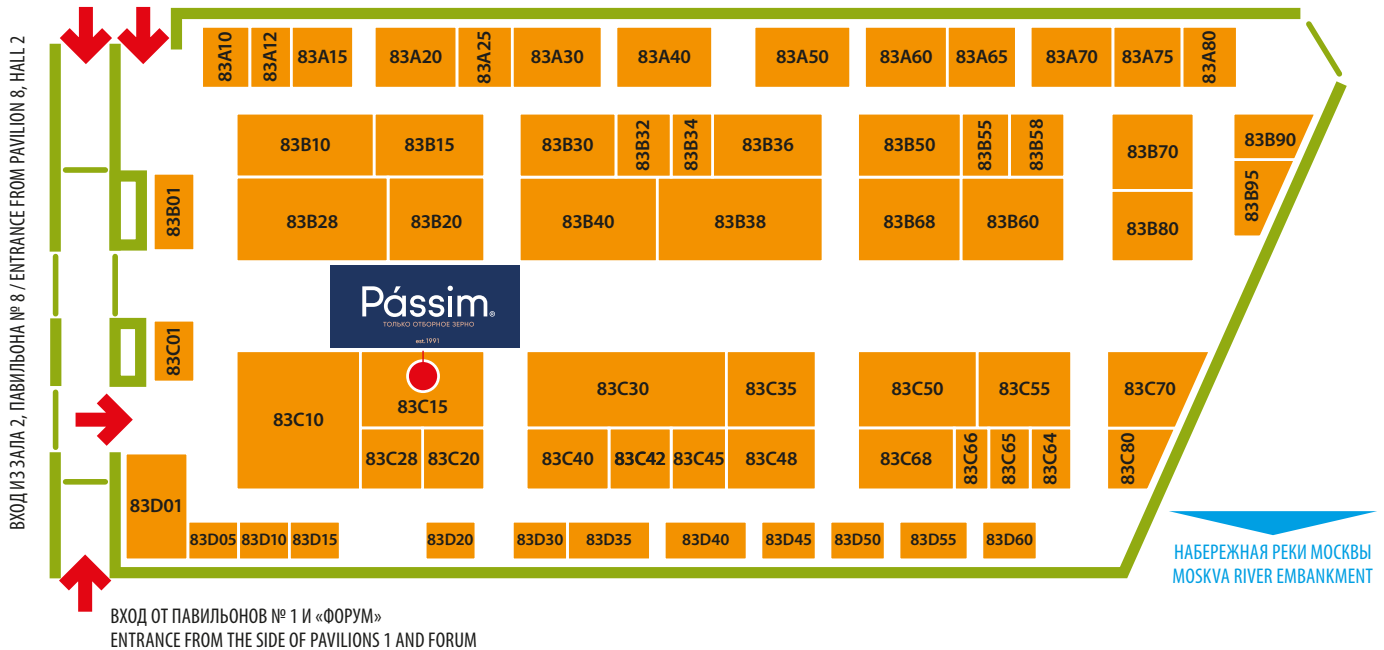 ВХОД ИЗ ЗАЛА 2, ПАВИЛЬОНА № 8 / ENTRANCE FROM PAVILION 8, HALL 2
83A10
83A12
83A15
83A20
83A25
83A30
83A40
83A50
83A60
83A65
83A70
83A75
83A80
83B01
83B10
83B15
83B30
83B32
83B34
83B36
83B50
83B55
83B58
83B70
83B90
83B95
83B28
83B20
83B40
83B38
83B68
83B60
83B80
Pássim®
ТОЛЬКО ОТБОРНОЕ ЗЕРНО
est.1991
83C01
83C10
83C15
83C30
83C35
83C50
83C55
83C70
83C28
83C20
83C40
83C42
83C45
83C48
83C68
83C66
83C65
83C64
83C80
83D01
83D05
83D10
83D15
83D20
83D30
83D35
83D40
83D45
83D50
83D55
83D60
НАБЕРЕЖНАЯ РЕКИ МОСКВЫ
MOSKVA RIVER EMBANKMENT
ВХОД ОТ ПАВИЛЬОНОВ № 1 И «ФОРУМ»
ENTRANCE FROM THE SIDE OF PAVILIONS 1 AND FORUM